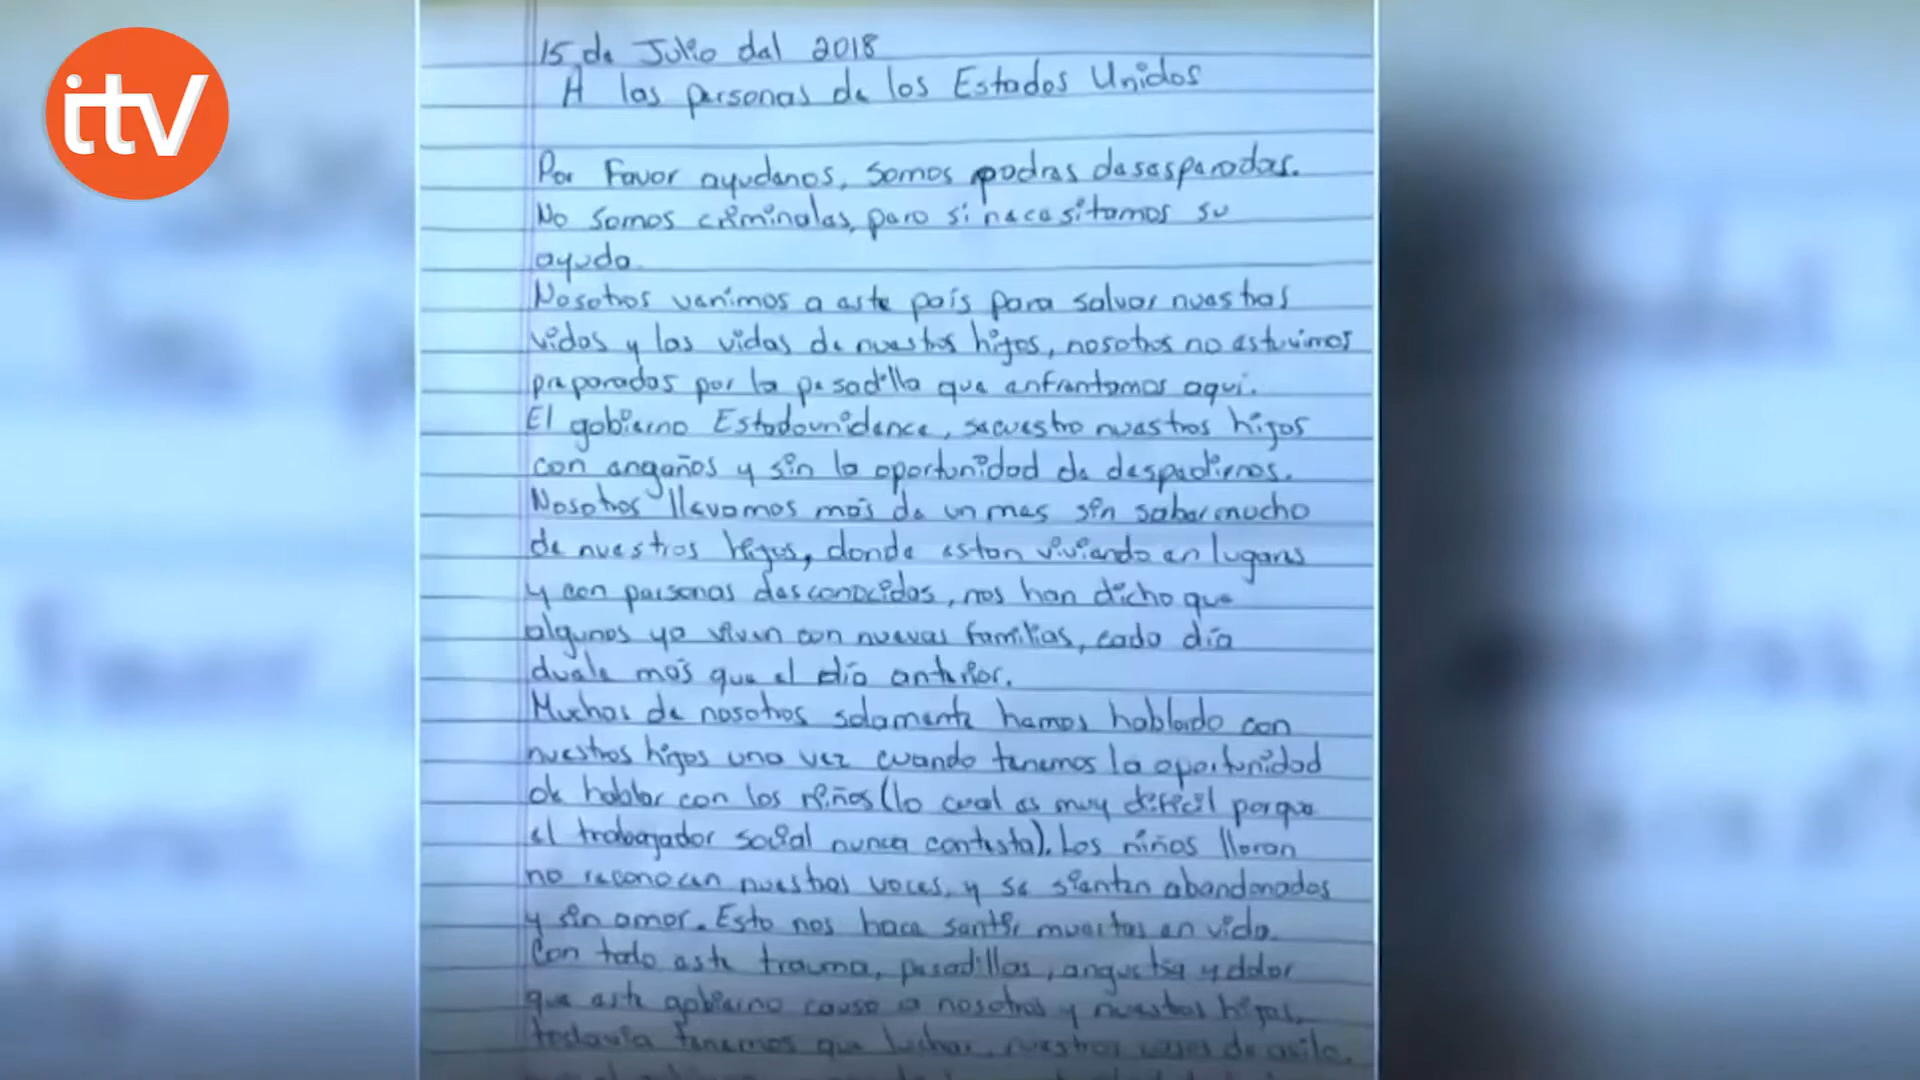 itv
15 de Julio del 2018
A las personas de los Estados Unidos
Por Favor ayudenos, somos padres desesperados.
No somos criminales, pero si necesitamos su
ayuda.
Nosotros venimos a este país para salvar nuestras
vidas y las vidas de nuestros hijos, nosotros no estuvimos
preparados por la pesadilla que enfrentamos aquí.
El gobierno Estadounidence, secuestro nuestros hijos
con engaños y sin la oportunidad de despedirnos.
Nosotros llevamos más de un mes sin saber mucho
de nuestros hijos, donde estan viviendo en lugares
y con personas desconocidas, nos han dicho que
algunos ya viven con nuevas familias, cada día
duele más que el día anterior.
Muchos de nosotros solamente hemos hablado con
nuestros hijos una vez cuando tenemos la oportunidad
de hablar con los niños (lo cual es muy dificil porque
el trabajador social nunca contesta). Los niños lloran
no reconocen nuestras voces, y se sienten abandonados
y sin amor. Esto nos hace sentir muertas en vida.
Con todo este trauma, pesadillas, angustia y dolor
que este gobierno causo a nosotros y nuestros hijos,
todavía tenemos que luchar nuestros casos de asilo.